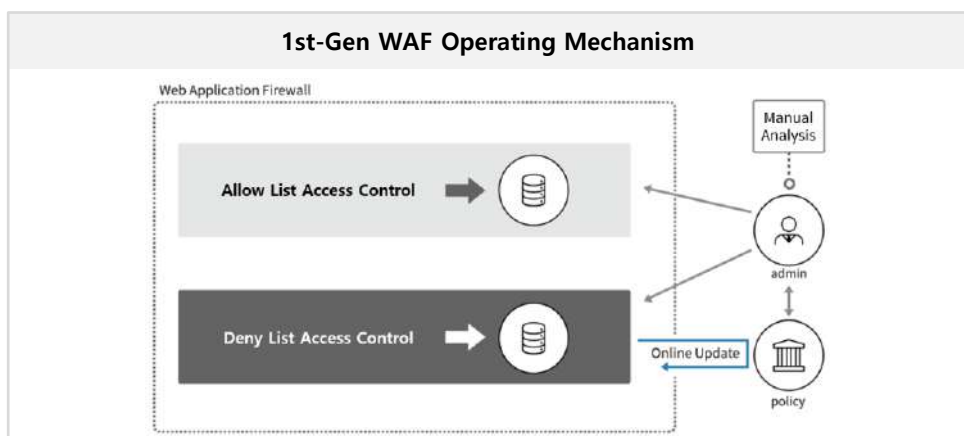 1st-Gen WAF Operating Mechanism
Web Application Firewall
Manual
Analysis
Allow List Access Control
admin
Deny List Access Control
Online Update
policy